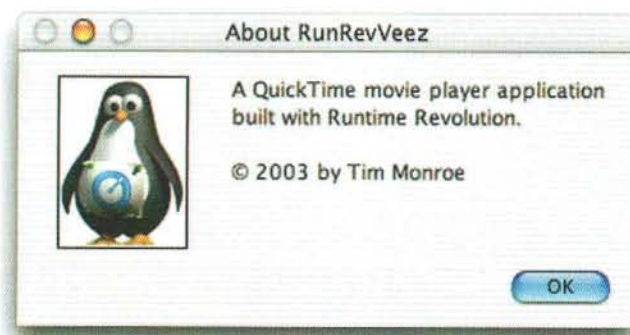 About RunRevVeez
A QuickTime movie player application
built with Runtime Revolution.
© 2003 by Tim Monroe
OK